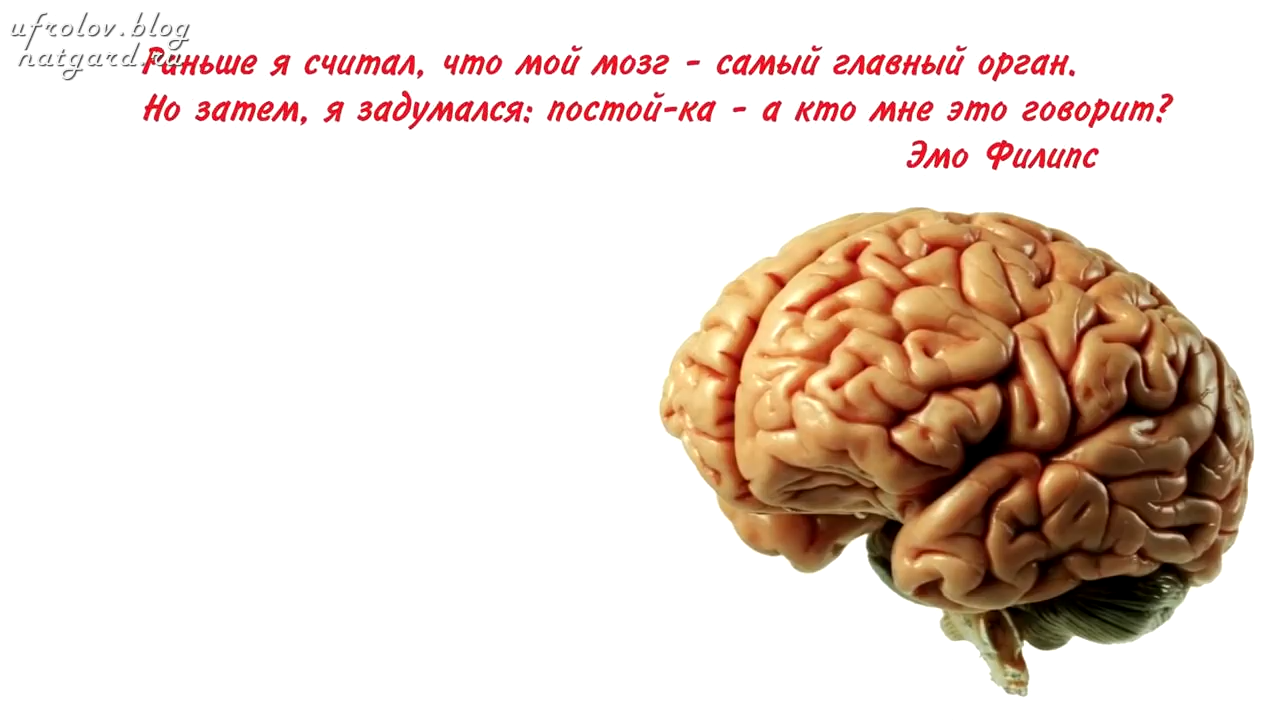 ufrolov.blog
natgard.ru
Раньше я считал, что мой мозг - самый главный орган.
Но затем, я задумался: постой-ка - а кто мне это говорит?
Эмо Филипс